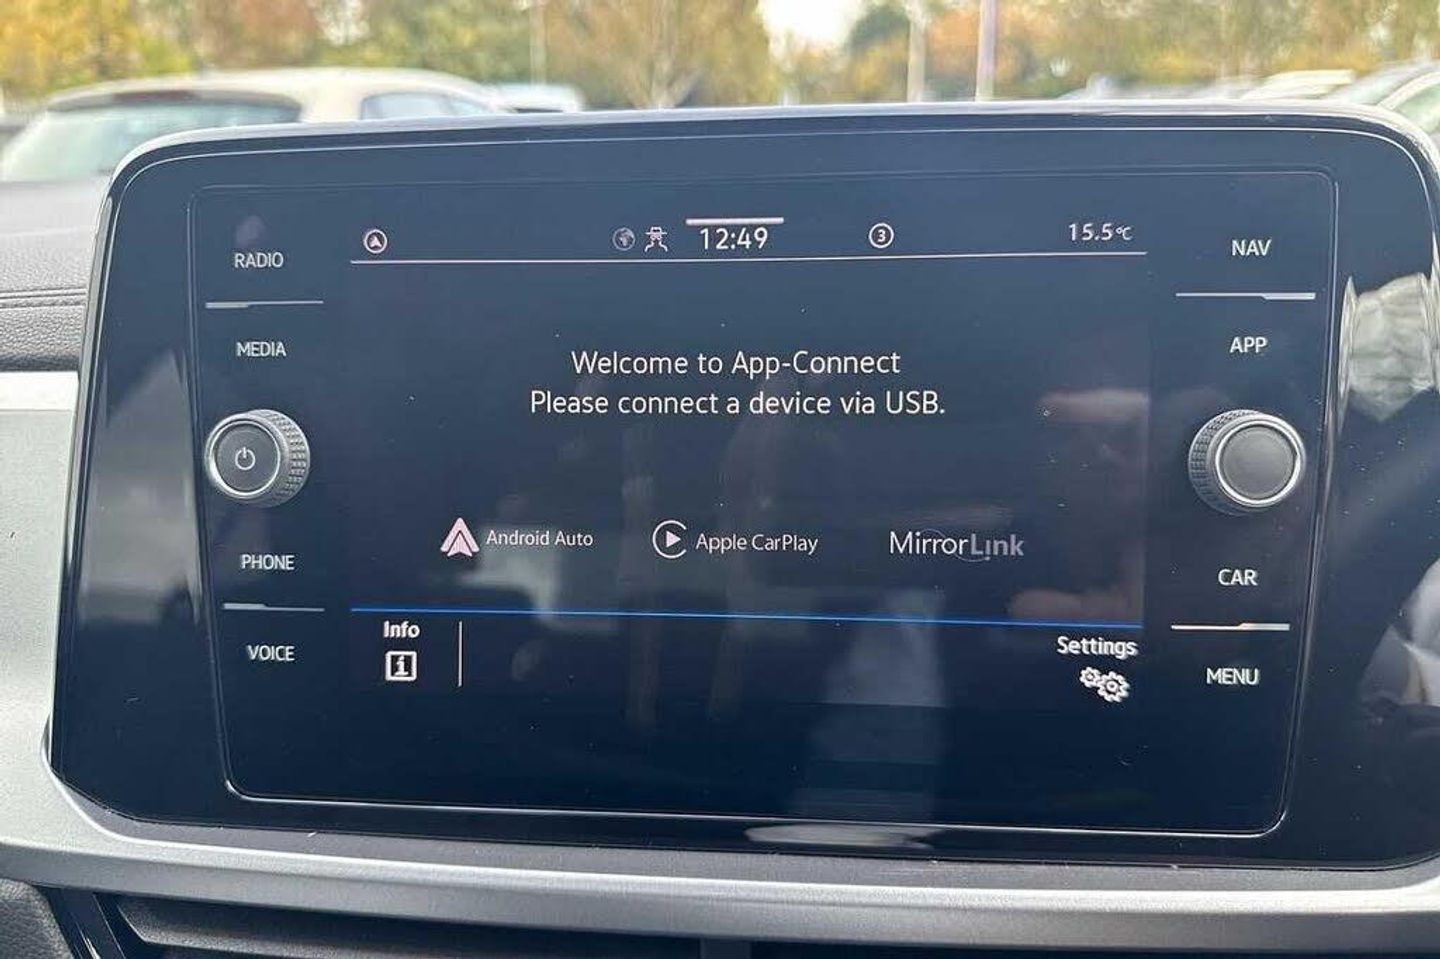 12:49
3
15.5°C
RADIO
MEDIA
PHONE
VOICE
Welcome to App-Connect
Please connect a device via USB.
Android Auto
Apple CarPlay
MirrorLink
Info
i
Settings
NAV
APP
CAR
MENU